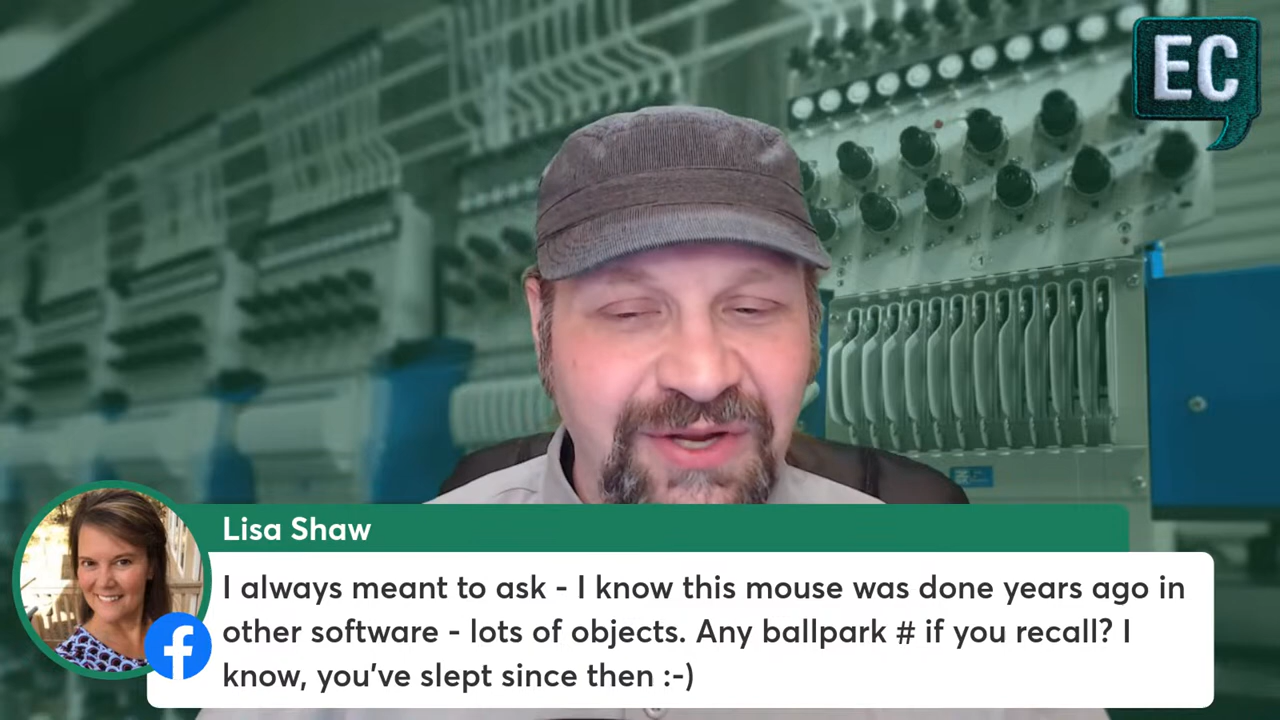 EC
Lisa Shaw
I always meant to ask - I know this mouse was done years ago in
other software - lots of objects. Any ballpark # if you recall? I
know, you've slept since then :-)